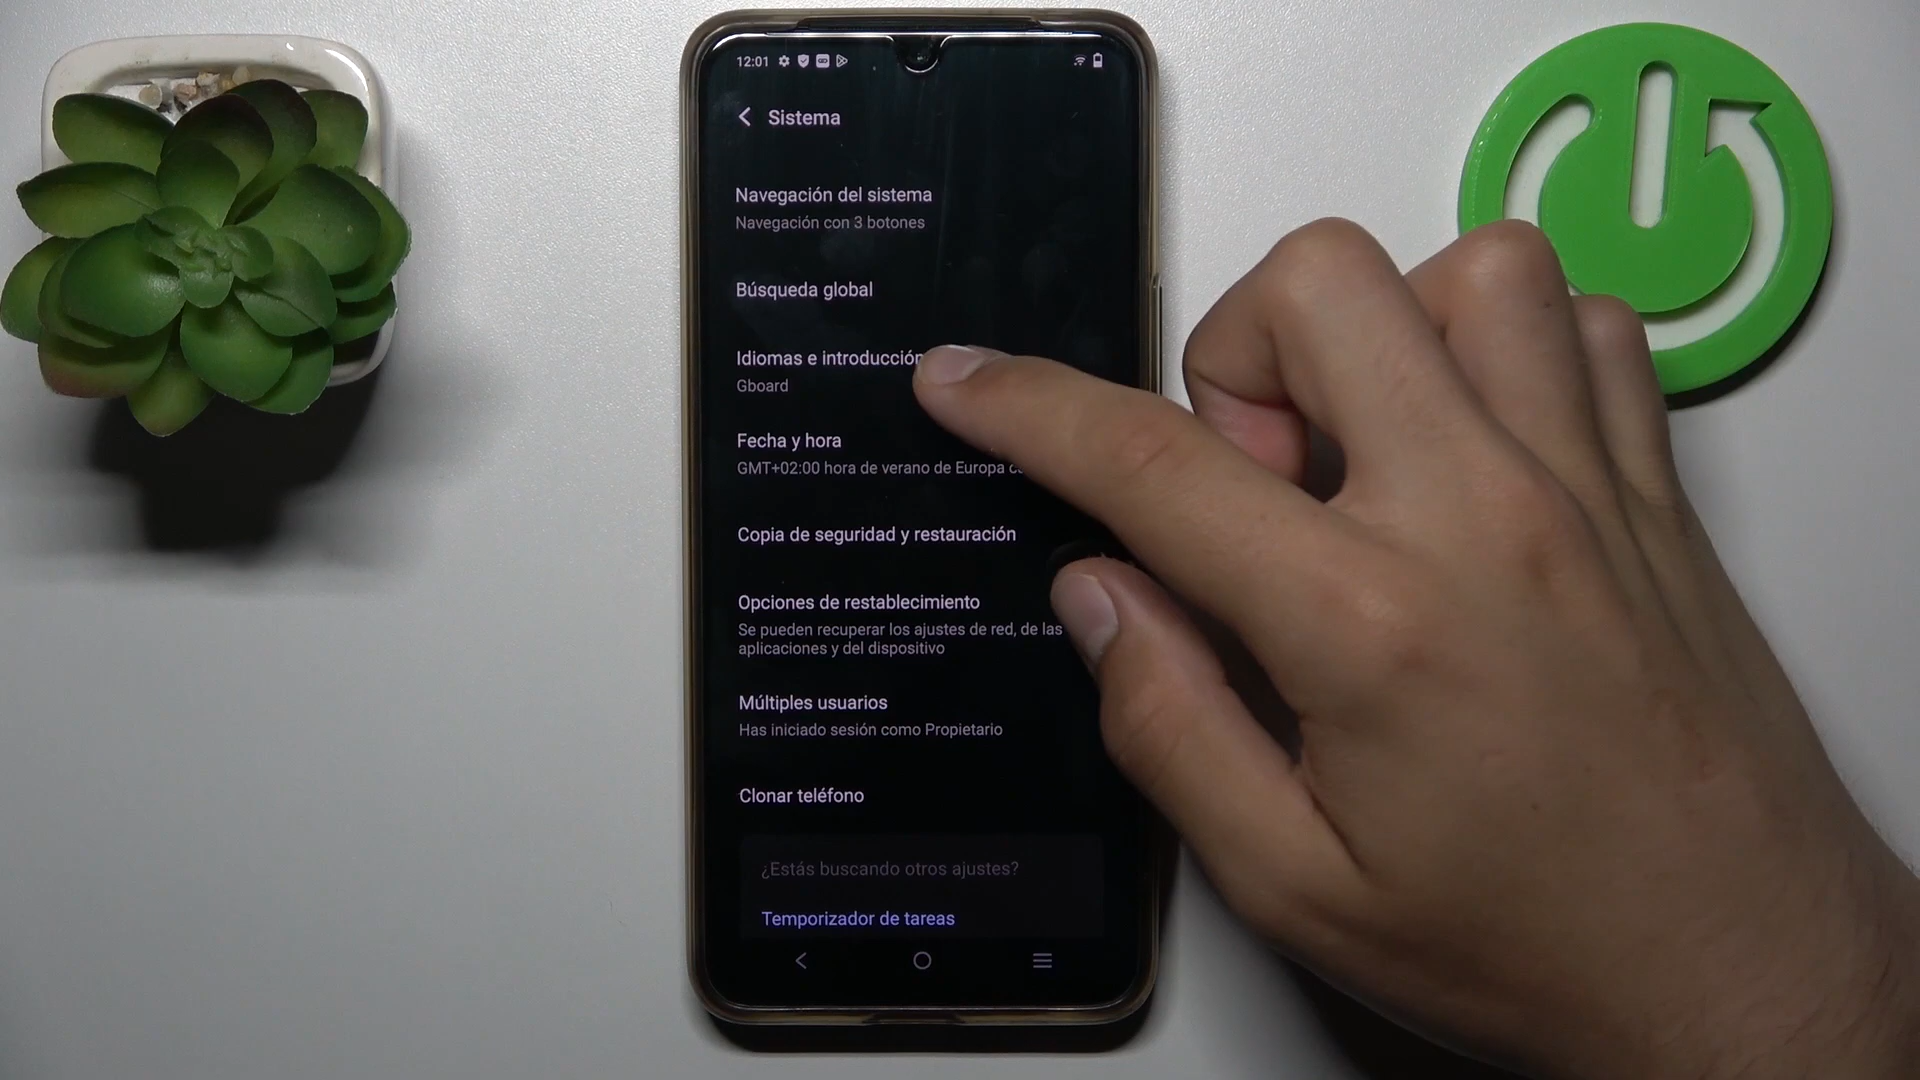 12:01
Sistema
Navegación del sistema
Navegación con 3 botones
Búsqueda global
Idiomas e introducción
Gboard
Fecha y hora
GMT+02:00 hora de verano de Europa
Copia de seguridad y restauración
Opciones de restablecimiento
Se pueden recuperar los ajustes de red, de las
aplicaciones y del dispositivo
Múltiples usuarios
Has iniciado sesión como Propietario
Clonar teléfono
¿Estás buscando otros ajustes?
Temporizador de tareas